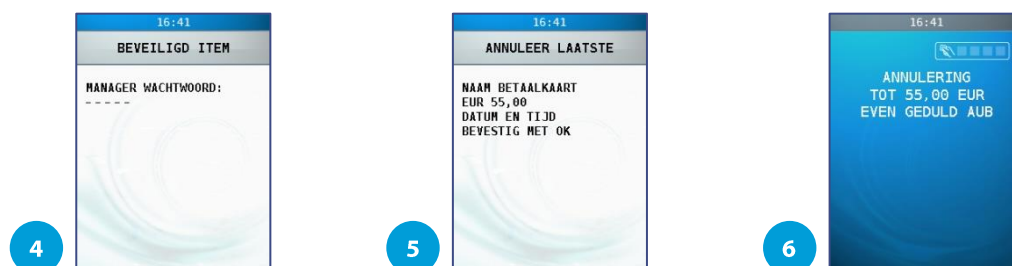 16:41
BEVEILIGD ITEM
MANAGER WACHTWOORD:
- - - - -
4
16:41
ANNULEER LAATSTE
NAAM BETAALKAART
EUR 55,00
DATUM EN TIJD
BEVESTIG MET OK
5
16:41
ANNULERING
TOT 55,00 EUR
EVEN GEDULD AUB
6